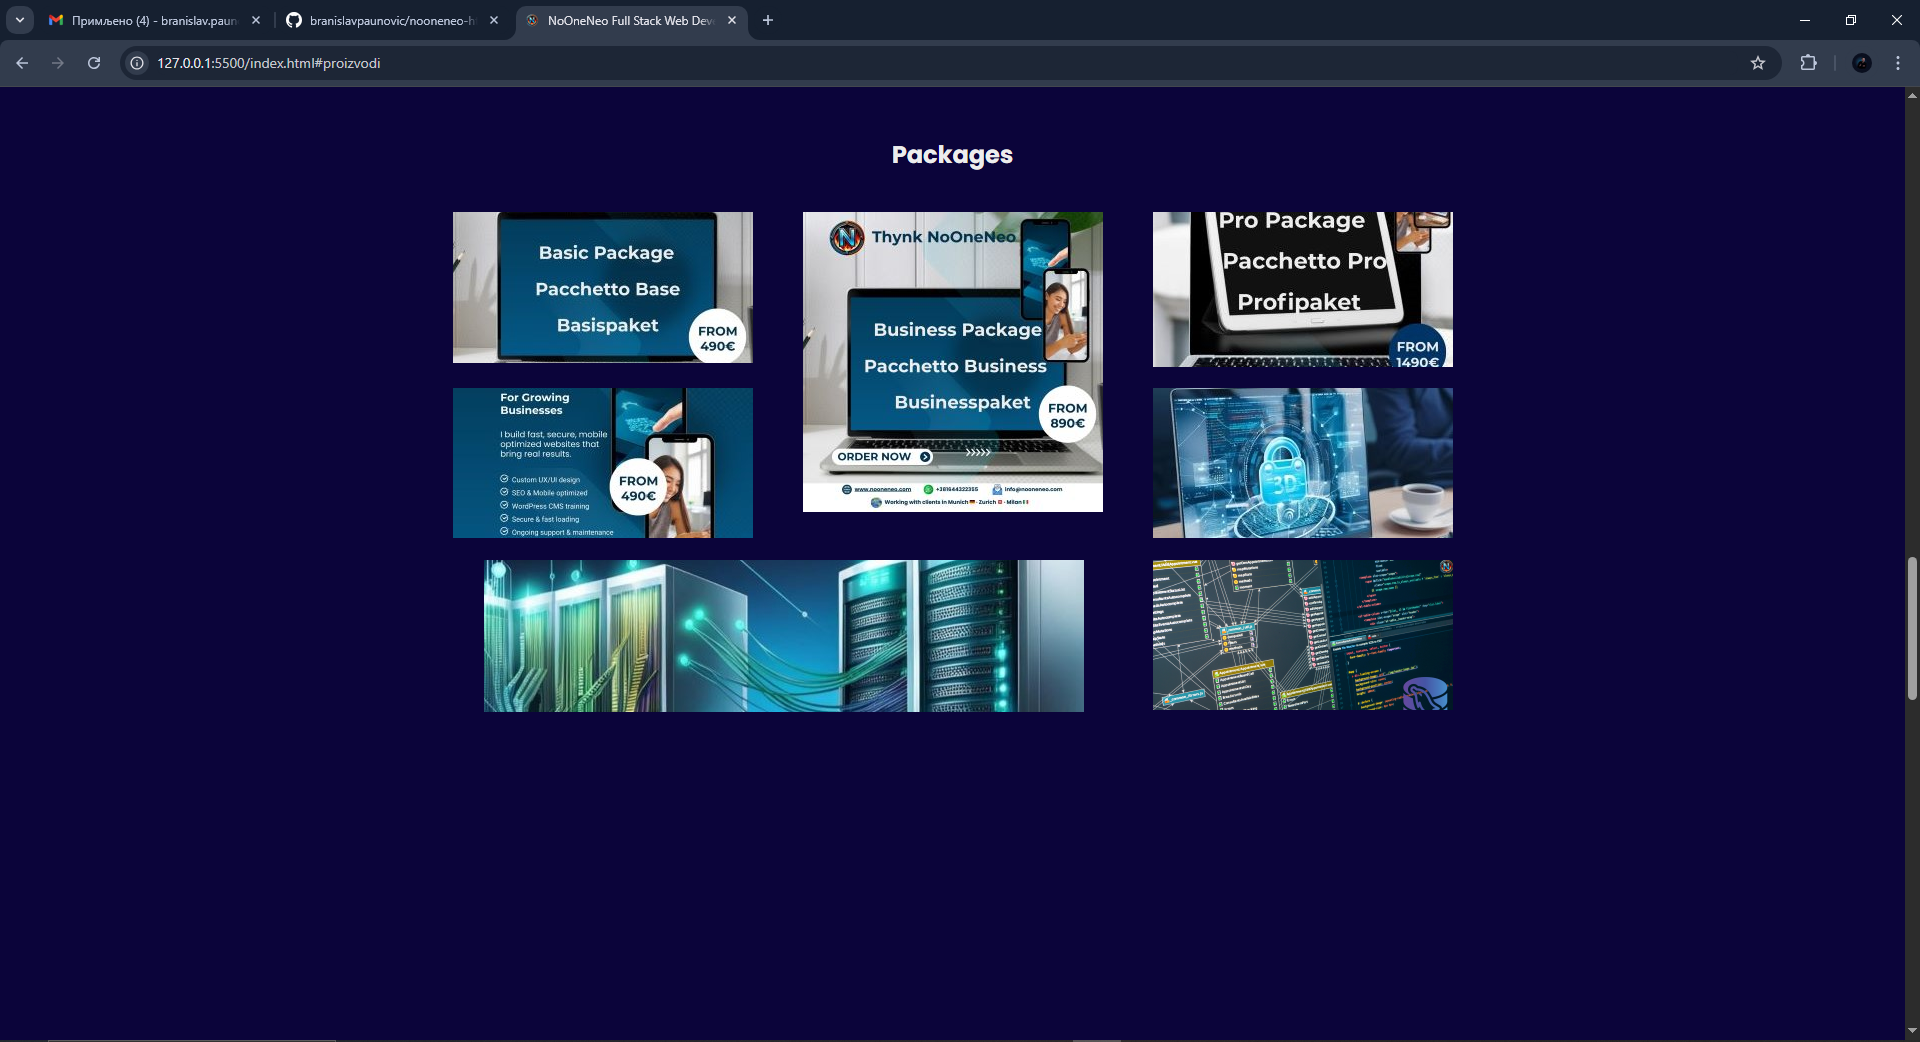 Примљено (4) - branislav.paun
branislavpaunovic/nooneneo-h
NoOneNeo Full Stack Web Deve
127.0.0.1:5500/index.html#proizvodi
Packages
Basic Package
Pacchetto Base
Basispaket
FROM
490€
N
Thynk NoOneNeo
Business Package
Pacchetto Business
Businesspaket
FROM
890€
ORDER NOW
www.nooneneo.com
+381644322355
info@nooneneo.com
Working with clients in Munich - Zurich - Milan
Pro Package
Pacchetto Pro
Profipaket
FROM
1490€
For Growing
Businesses
I build fast, secure, mobile
optimized websites that
bring real results.
Custom UX/UI design
SEO & Mobile optimized
WordPress CMS training
Secure & fast loading
Ongoing support & maintenance
FROM
490€
3D